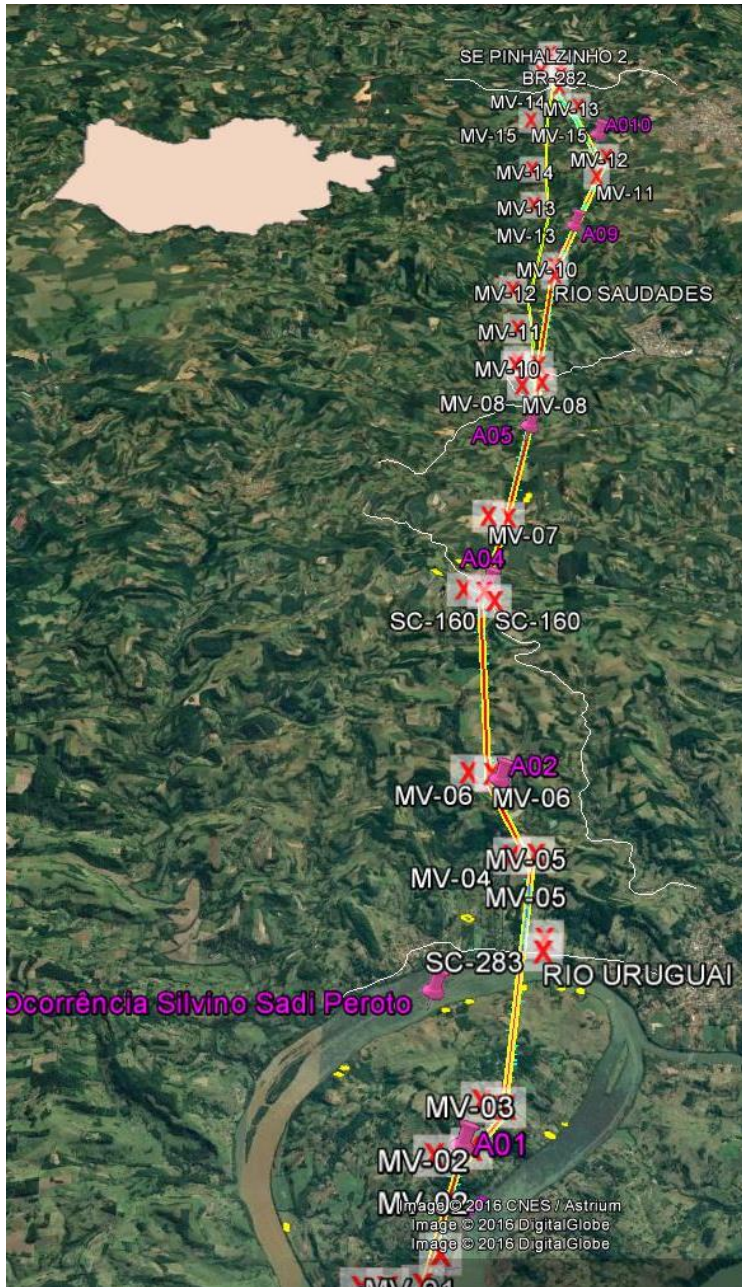 SE PINHALZINHO 2
BR-282
MV-14
MV-13
A010
MV-15
MV-15
MV-12
MV-14
MV-11
MV-13
A09
MV-13
MV-10
MV-12
RIO SAUDADES
MV-11
MV-10
MV-08
MV-08
A05
MV-07
A04
SC-160
SC-160
A02
MV-06
MV-06
MV-05
MV-04
MV-05
SC-283
RIO URUGUAI
Ocorrência Silvino Sadi Peroto
MV-03
A01
MV-02
MV-02
Image © 2016 CNES / Astrium
Image © 2016 DigitalGlobe
Image © 2016 DigitalGlobe
MV-01